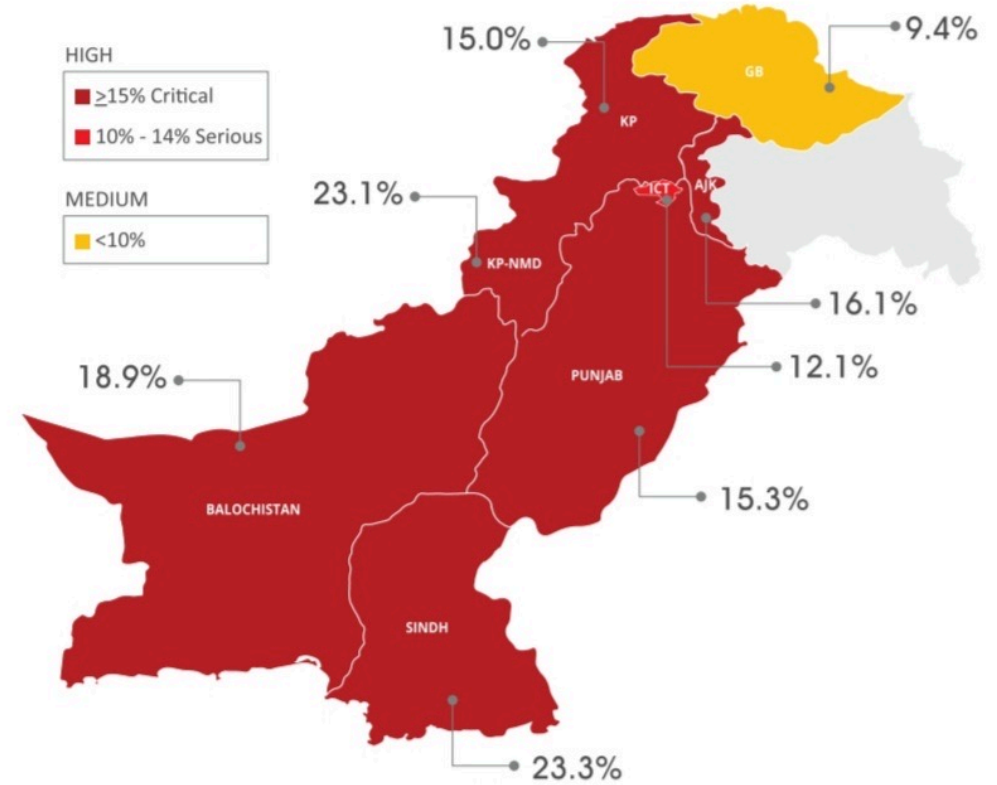 HIGH
≥15% Critical
10% - 14% Serious
MEDIUM
<10%
15.0%
9.4%
GB
KP
23.1%
ICT
AJK
KP-NMD
16.1%
18.9%
12.1%
PUNJAB
15.3%
BALOCHISTAN
SINDH
23.3%